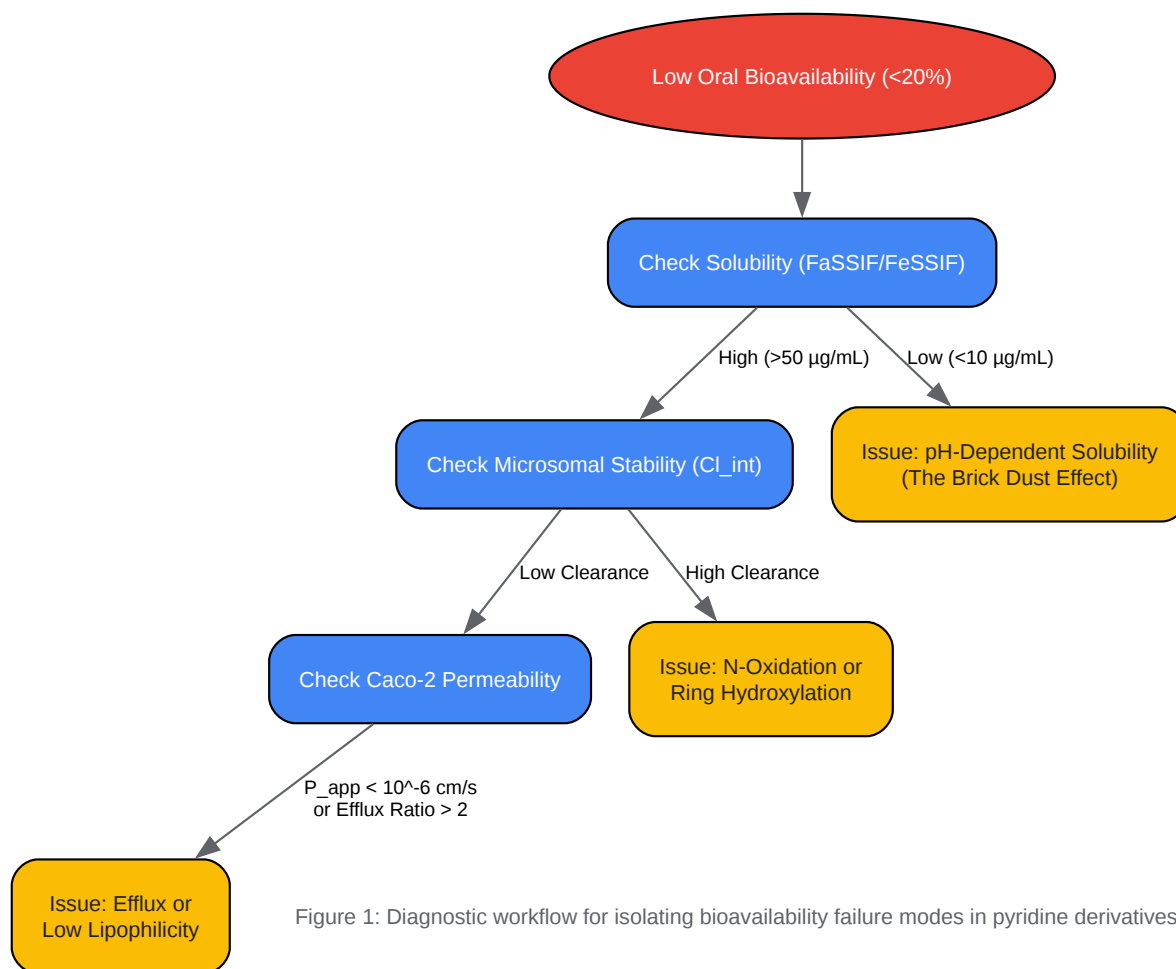 Low Oral Bioavailability (<20%)
Check Solubility (FaSSIF/FeSSIF)
High (>50 µg/mL)
Low (<10 µg/mL)
Issue: pH-Dependent Solubility
(The Brick Dust Effect)
Check Microsomal Stability (Cl_int)
Low Clearance
High Clearance
Issue: N-Oxidation or
Ring Hydroxylation
Check Caco-2 Permeability
P_app < 10^-6 cm/s
or Efflux Ratio > 2
Issue: Efflux or
Low Lipophilicity
Figure 1: Diagnostic workflow for isolating bioavailability failure modes in pyridine derivatives